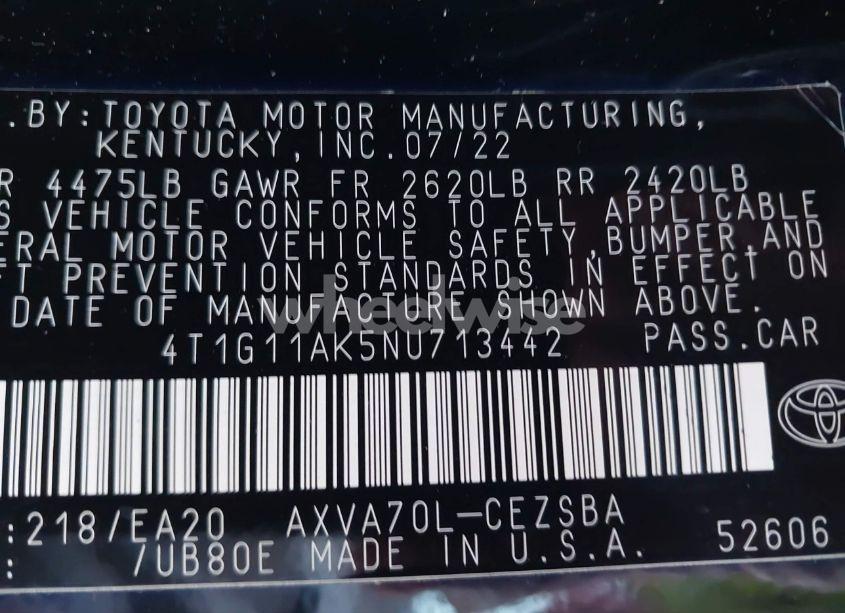 . BY: TOYOTA MOTOR MANUFACTURING,
KENTUCKY, INC. 07/22
R 4475LB GAWR FR 2620LB RR 2420LB
S VEHICLE CONFORMS TO ALL APPLICABLE
ERAL MOTOR VEHICLE SAFETY, BUMPER, AND
FT PREVENTION STANDARDS IN EFFECT ON
DATE OF MANUFACTURE SHOWN ABOVE.
wheelwise
4T1G11AK5NU713442 PASS. CAR
:218/EA20 AXVA70L-CEZSBA
: /UB80E MADE IN U.S.A. 52606